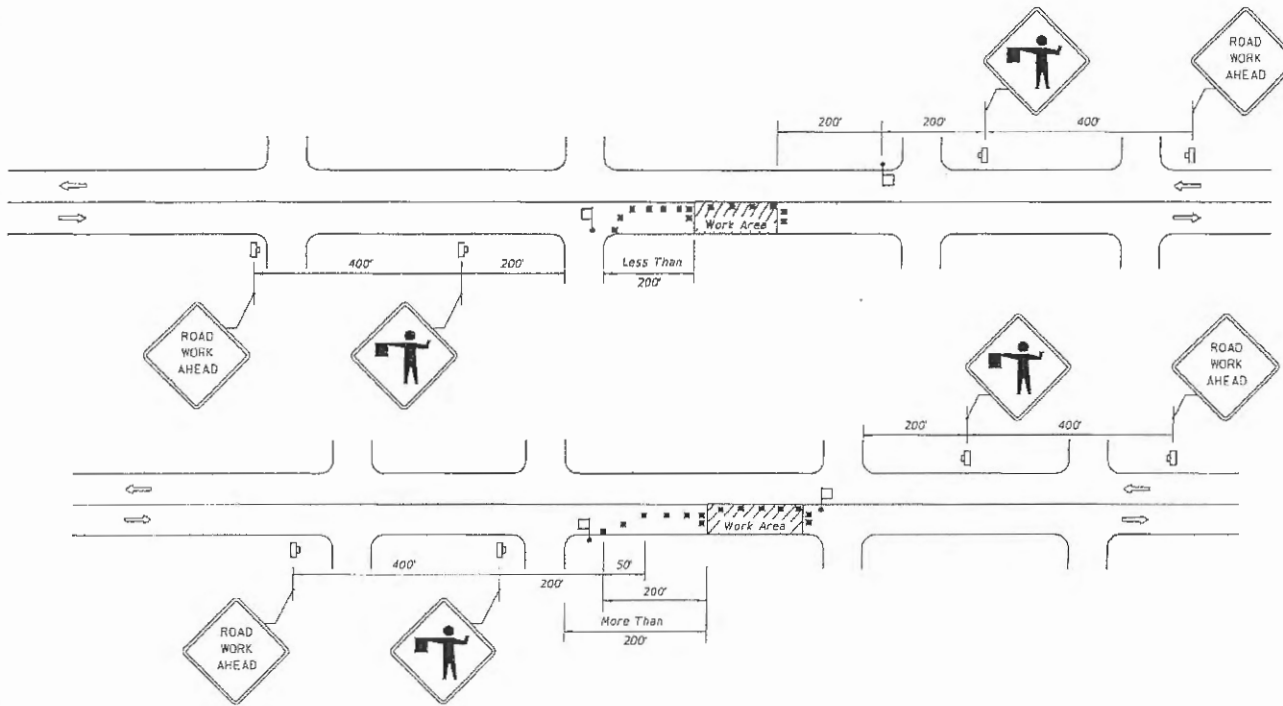 ROAD
WORK
AHEAD
200'
200'
400'
Work Area
400'
200'
Less Than
200'
ROAD
WORK
AHEAD
ROAD
WORK
AHEAD
200'
400'
Work Area
400'
200'
50'
200'
More Than
200'
ROAD
WORK
AHEAD